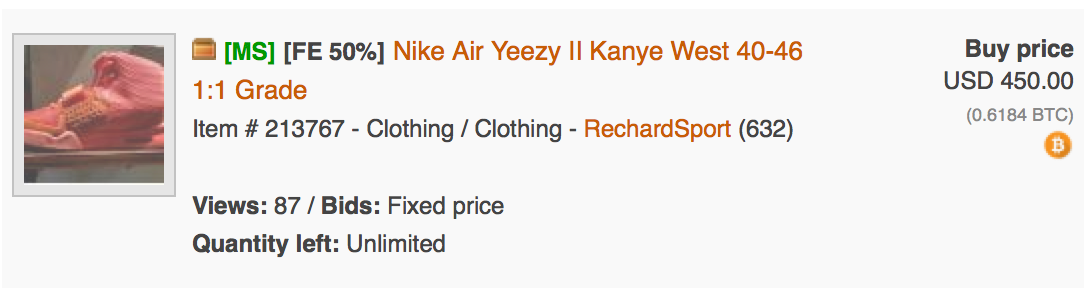 [MS] [FE 50%] Nike Air Yeezy II Kanye West 40-46
1:1 Grade
Item # 213767 - Clothing / Clothing - RechardSport (632)
Views: 87 / Bids: Fixed price
Quantity left: Unlimited
Buy price
USD 450.00
(0.6184 BTC)